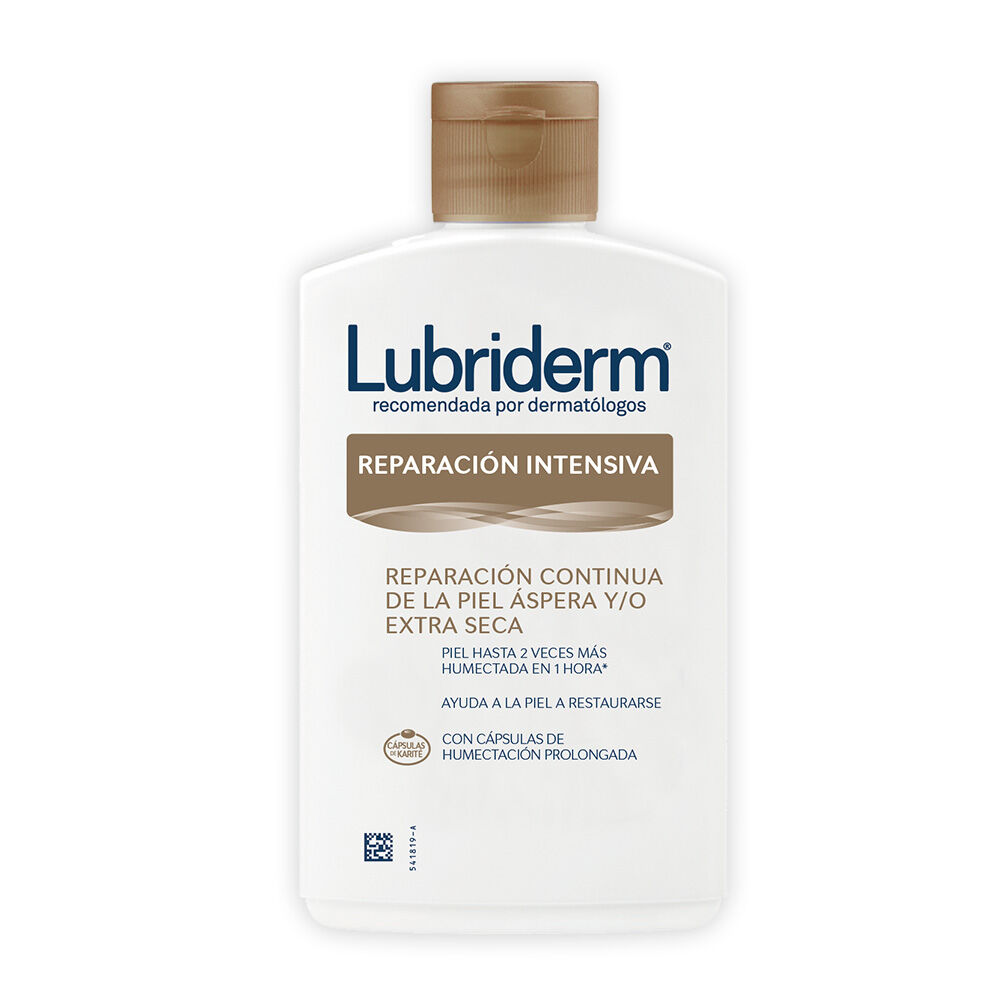 Lubriderm®
recomendada por dermatólogos
REPARACIÓN INTENSIVA
REPARACIÓN CONTINUA
DE LA PIEL ÁSPERA Y/O
EXTRA SECA
PIEL HASTA 2 VECES MÁS
HUMECTADA EN 1 HORA*
AYUDA A LA PIEL A RESTAURARSE
CÁPSULAS
DE KARITÉ
CON CÁPSULAS DE
HUMECTACIÓN PROLONGADA
541819-A